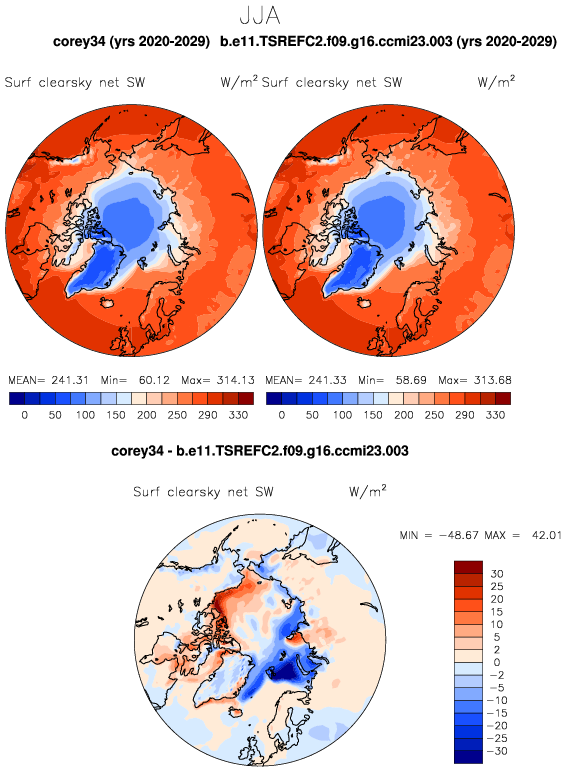 JJA
corey34 (yrs 2020-2029) b.e11.TSREFC2.f09.g16.ccmi23.003 (yrs 2020-2029)
Surf clearsky net SW W/m² Surf clearsky net SW W/m²
MEAN= 241.31 Min= 60.12 Max= 314.13 MEAN= 241.33 Min= 58.69 Max= 313.68
0 50 100 150 200 250 290 330 0 50 100 150 200 250 290 330
corey34 - b.e11.TSREFC2.f09.g16.ccmi23.003
Surf clearsky net SW W/m²
MIN = -48.67 MAX = 42.01
30
25
20
15
10
5
2
0
-2
-5
-10
-15
-20
-25
-30